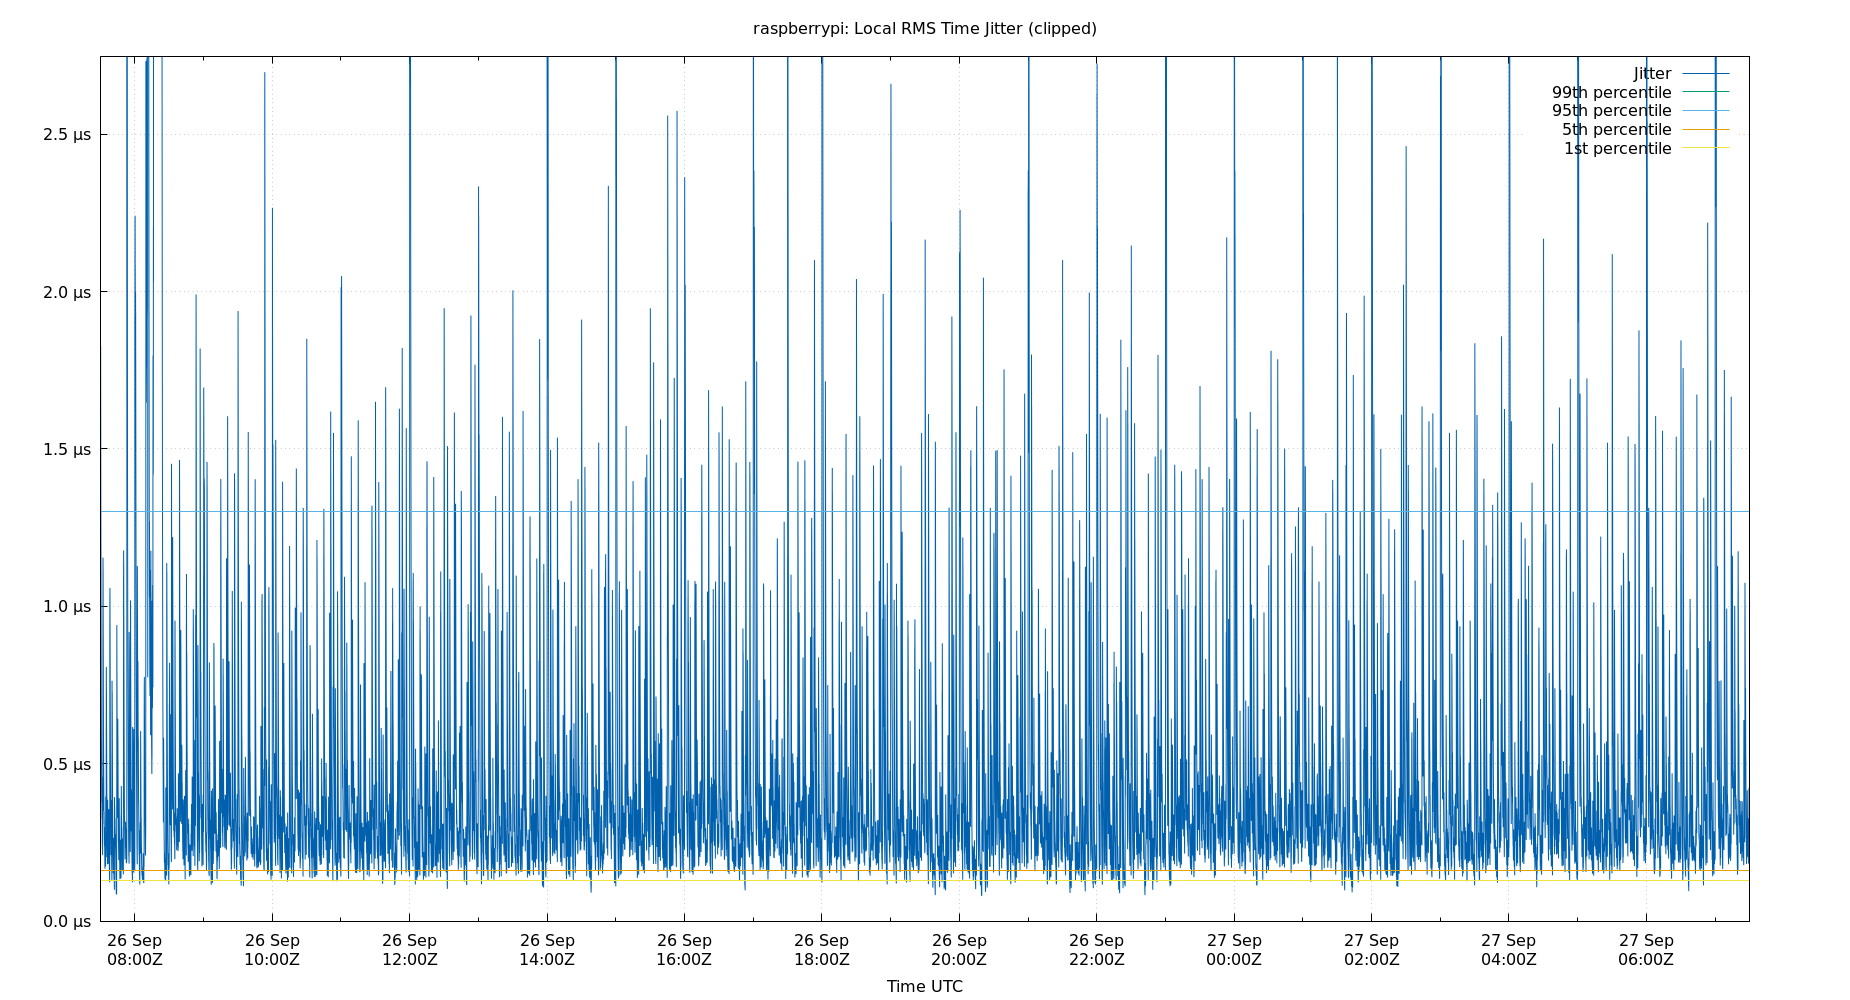 raspberrypi: Local RMS Time Jitter (clipped)
Jitter
99th percentile
95th percentile
5th percentile
1st percentile
2.5 µs
2.0 µs
1.5 µs
1.0 µs
0.5 µs
0.0 µs
26 Sep 26 Sep 26 Sep 26 Sep 26 Sep 26 Sep 26 Sep 26 Sep 27 Sep 27 Sep 27 Sep 27 Sep
08:00Z 10:00Z 12:00Z 14:00Z 16:00Z 18:00Z 20:00Z 22:00Z 00:00Z 02:00Z 04:00Z 06:00Z
Time UTC